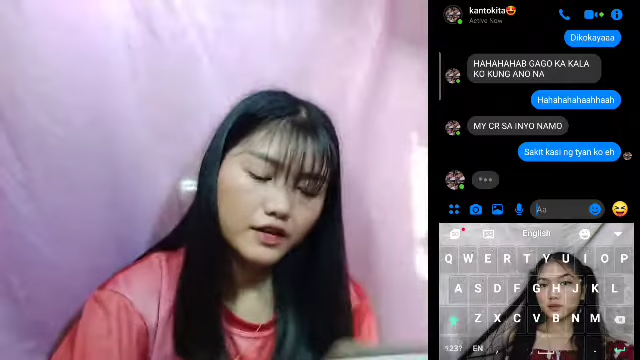 kantokita🤩
Active Now
Dikokayaaa
HAHAHAHAB GAGO KA KALA
KO KUNG ANO NA
Hahahahahaahhaah
MY CR SA INYO NAMO
Sakit kasi ng tyan ko eh
Aa
English
Q W E R T Y U I O P
A S D F G H J K L
Z X C V B N M
123? EN ,